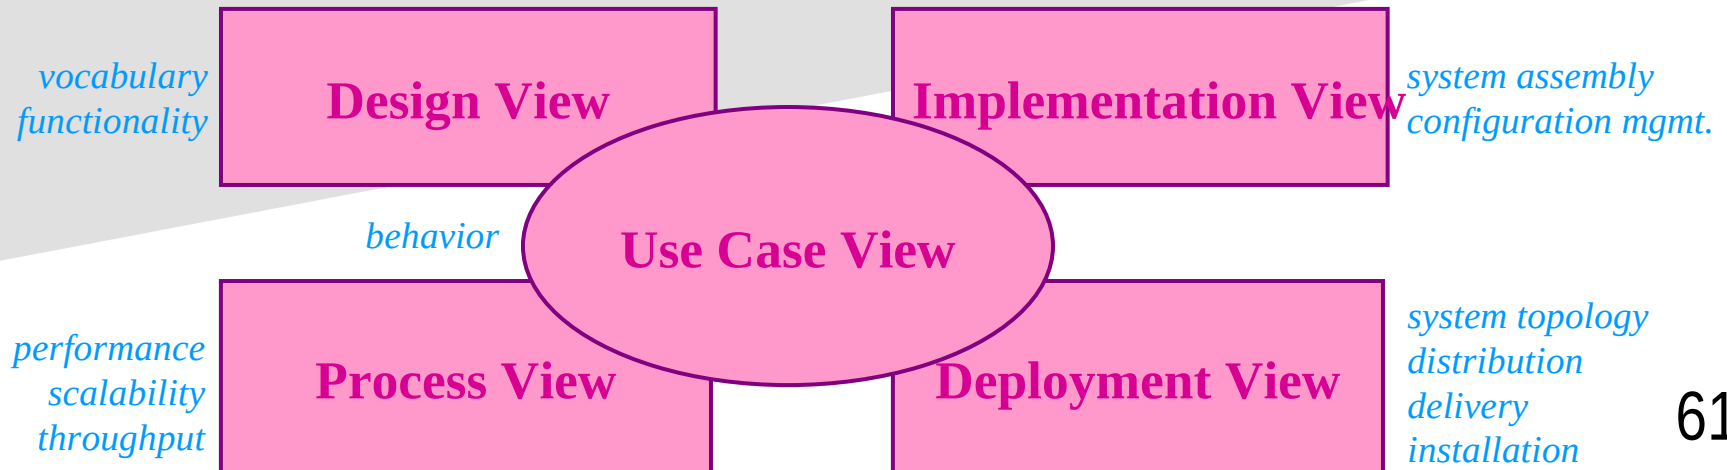 vocabulary
functionality
Design View
Implementation View
system assembly
configuration mgmt.
behavior
Use Case View
performance
scalability
throughput
Process View
Deployment View
system topology
distribution
delivery
installation
61